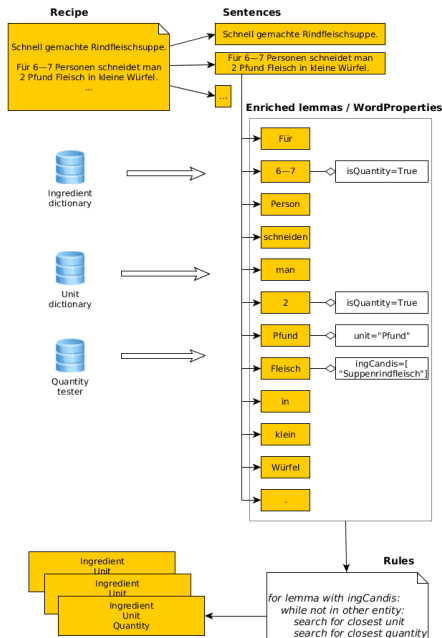 Recipe
Sentences
Schnell gemachte Rindfleischsuppe.
Für 6—7 Personen schneidet man
2 Pfund Fleisch in kleine Würfel.
...
Schnell gemachte Rindfleischsuppe.
Für 6—7 Personen schneidet man
2 Pfund Fleisch in kleine Würfel.
...
Enriched lemmas / WordProperties
Für
6—7
isQuantity=True
Person
schneiden
man
2
isQuantity=True
Pfund
unit="Pfund"
Fleisch
ingCandis=[
"Suppenrindfleisch"]
in
klein
Würfel
.
Ingredient
dictionary
Unit
dictionary
Quantity
tester
Rules
for lemma with ingCandis:
while not in other entity:
search for closest unit
search for closest quantity
Ingredient
Unit
Ingredient
Unit
Ingredient
Unit
Quantity